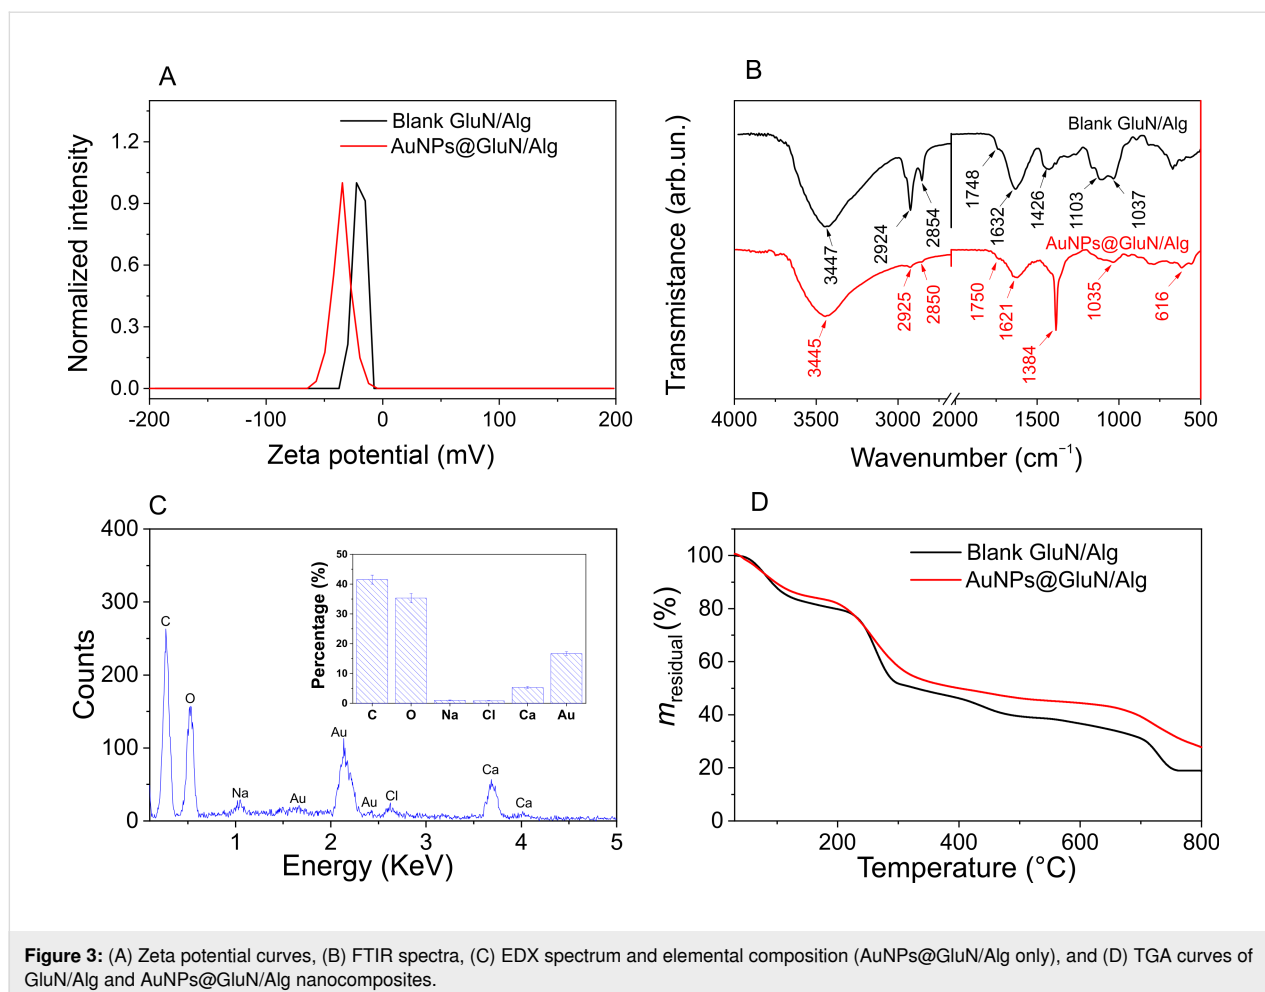 A
Normalized intensity
1.2
0.9
0.6
0.3
0.0
Blank GluN/Alg
AuNPs@GluN/Alg
-200
-100
0
100
200
Zeta potential (mV)
B
Transmistance (arb.un.)
Blank GluN/Alg
3447
2924
2854
1748
1632
1426
1103
1037
AuNPs@GluN/Alg
3445
2925
2850
1750
1621
1384
1035
616
4000
3500
3000
2000
1500
1000
500
Wavenumber (cm⁻¹)
C
Counts
400
300
200
100
0
C
O
Na
Au
Au
Au
Cl
Ca
Ca
Percentage (%)
50
40
30
20
10
0
C
O
Na
Cl
Ca
Au
1
2
3
4
5
Energy (KeV)
D
m residual (%)
100
80
60
40
20
0
Blank GluN/Alg
AuNPs@GluN/Alg
200
400
600
800
Temperature (°C)
Figure 3: (A) Zeta potential curves, (B) FTIR spectra, (C) EDX spectrum and elemental composition (AuNPs@GluN/Alg only), and (D) TGA curves of
GluN/Alg and AuNPs@GluN/Alg nanocomposites.